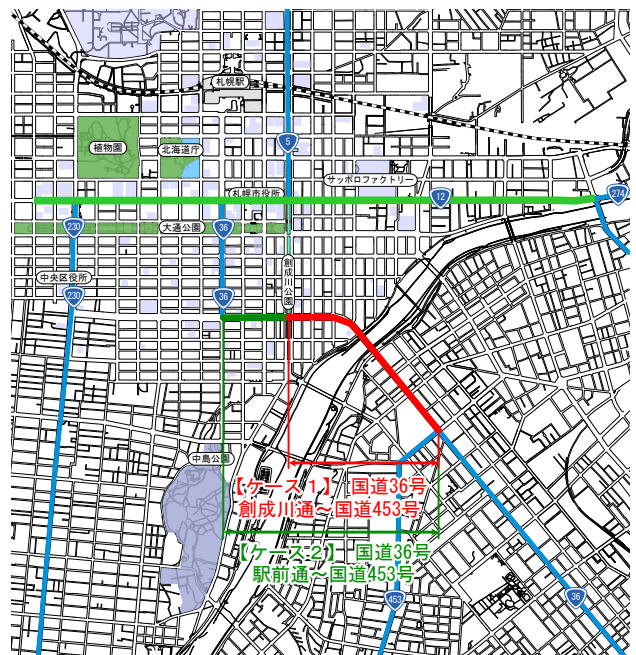 札幌駅
5
植物園
北海道庁
サッポロファクトリー
札幌市役所
12
274
230
大通公園
36
中央区役所
創成川公園
230
36
中島公園
【ケース1】 国道36号
創成川通～国道453号
【ケース2】 国道36号
駅前通～国道453号
453
36